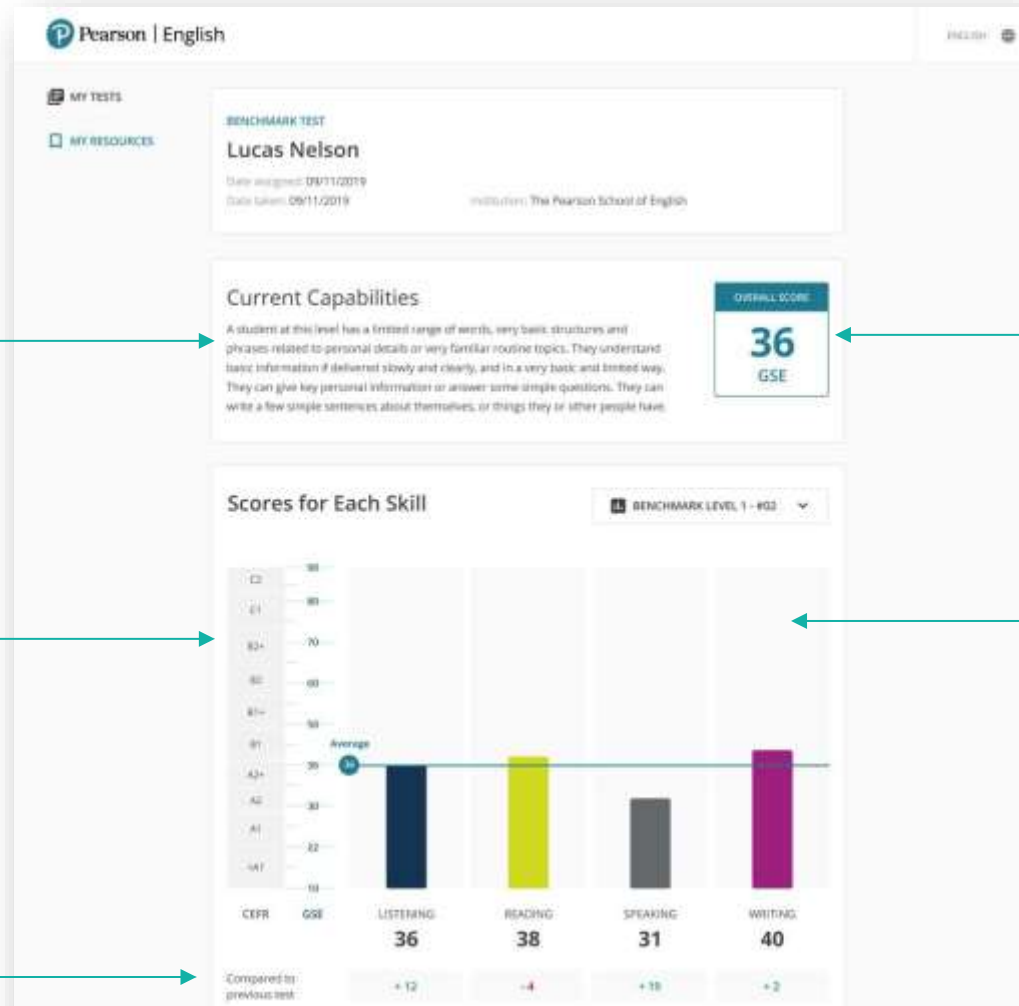 Pearson | English
ENGLISH
MY TESTS
MY RESOURCES
BENCHMARK TEST
Lucas Nelson
Date assigned: 09/11/2019
Date taken: 09/11/2019
Institution: The Pearson School of English
Current Capabilities
A student at this level has a limited range of words, very basic structures and
phrases related to personal details or very familiar routine topics. They understand
basic information if delivered slowly and clearly, and in a very basic and limited way.
They can give key personal information or answer some simple questions. They can
write a few simple sentences about themselves, or things they or other people have.
OVERALL SCORE
36
GSE
Scores for Each Skill
BENCHMARK LEVEL 1 - #02
C2
C1
B2+
B2
B1+
B1
A2+
A2
A1
<A1
90
80
70
60
50
36
30
22
10
Average
36
CEFR
GSE
LISTENING
36
READING
38
SPEAKING
31
WRITING
40
Compared to
previous test
+ 12
- 4
+ 2